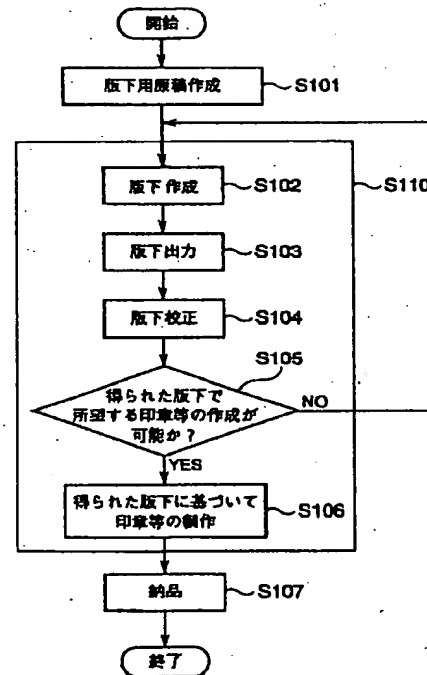 開始
版下用原稿作成
S101
版下作成
S102
S110
版下出力
S103
版下校正
S104
S105
得られた版下で
所望する印章等の作成が
可能か?
NO
YES
得られた版下に基づいて
印章等の制作
S106
納品
S107
終了